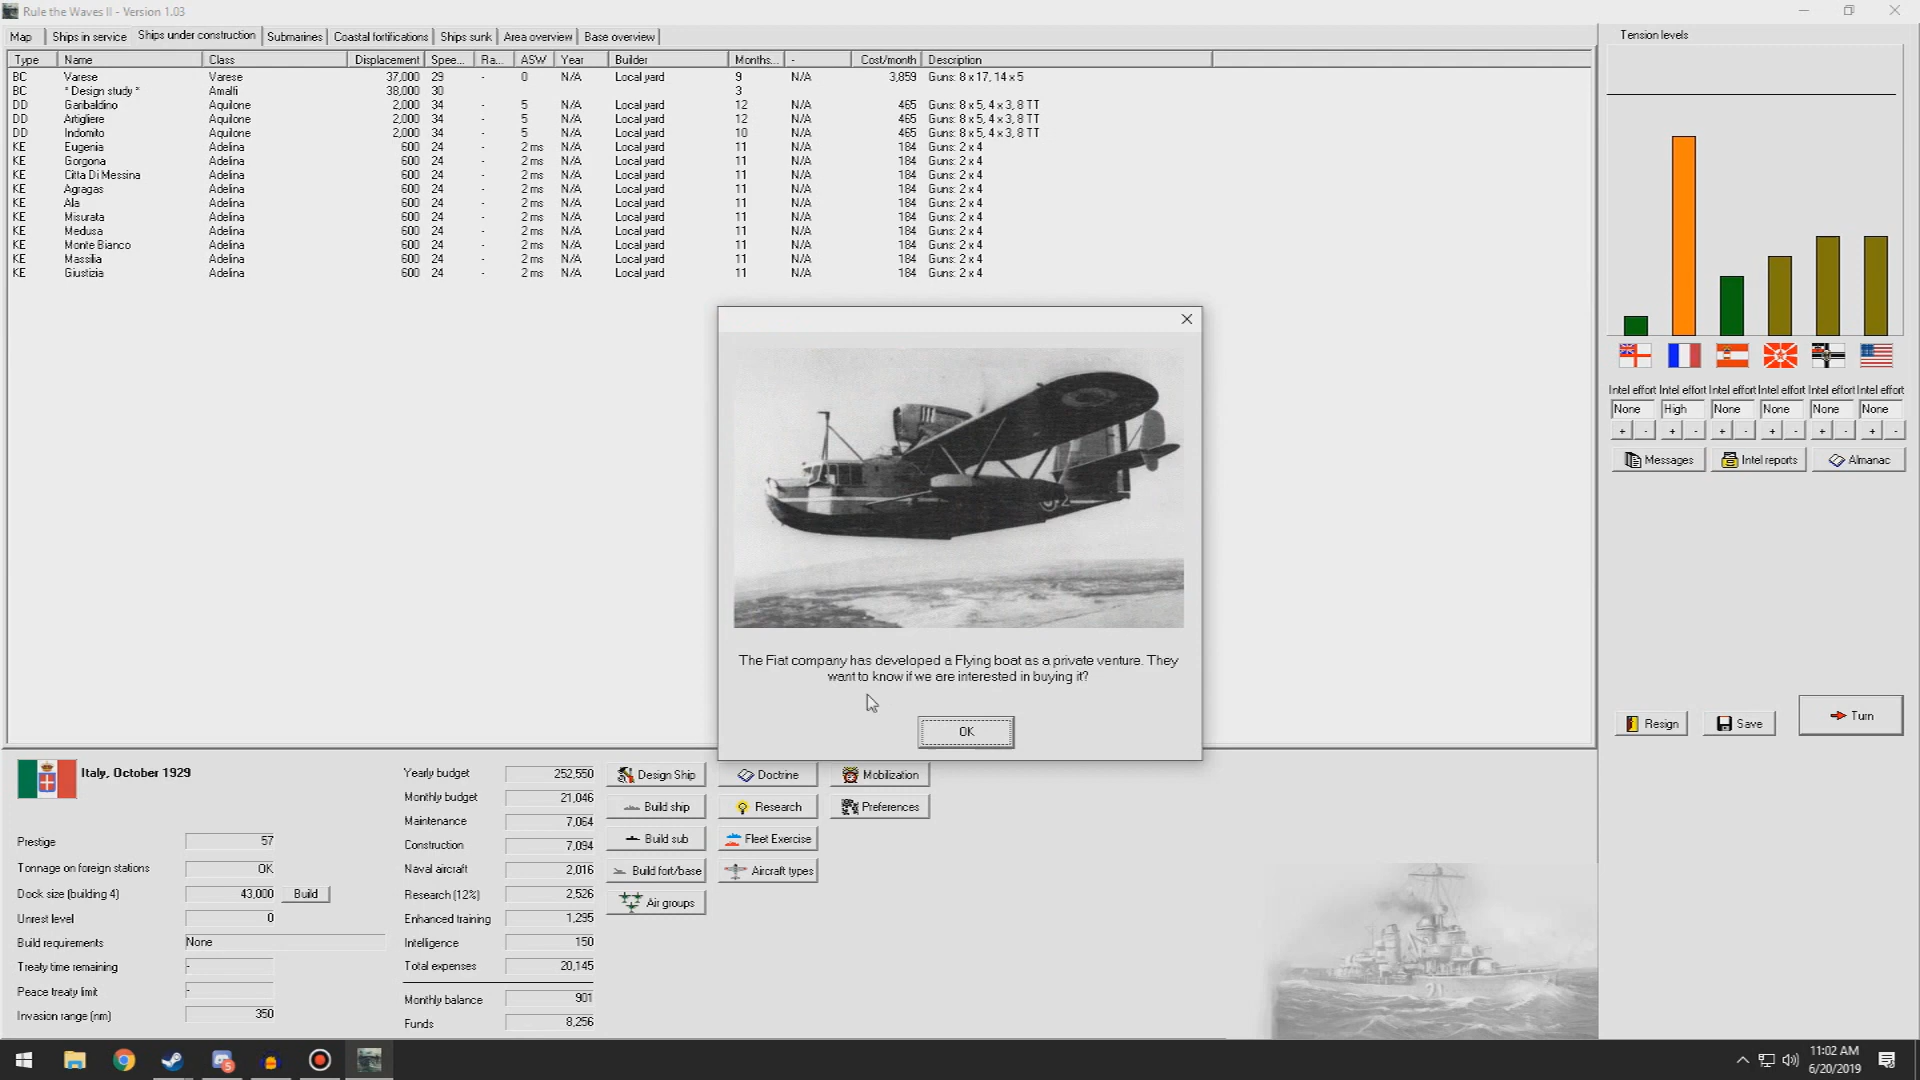 Rule the Waves II - Version 1.03
Map Ships in service Ships under construction Submarines Coastal fortifications Ships sunk Area overview Base overview
Type Name Class Displacement Spee... Ra... ASW Year Builder Months... - Cost/month Description
BC Varese Varese 37,000 29 - 0 N/A Local yard 9 N/A 3,859 Guns: 8 x 17, 14 x 5
BC * Design study * Amalfi 38,000 30 3
DD Garibaldino Aquilone 2,000 34 - 5 N/A Local yard 12 N/A 465 Guns: 8 x 5, 4 x 3, 8 TT
DD Artigliere Aquilone 2,000 34 - 5 N/A Local yard 12 N/A 465 Guns: 8 x 5, 4 x 3, 8 TT
DD Indomito Aquilone 2,000 34 - 5 N/A Local yard 10 N/A 465 Guns: 8 x 5, 4 x 3, 8 TT
KE Eugenia Adelina 600 24 - 2 ms N/A Local yard 11 N/A 184 Guns: 2 x 4
KE Gorgona Adelina 600 24 - 2 ms N/A Local yard 11 N/A 184 Guns: 2 x 4
KE Citta Di Messina Adelina 600 24 - 2 ms N/A Local yard 11 N/A 184 Guns: 2 x 4
KE Agragas Adelina 600 24 - 2 ms N/A Local yard 11 N/A 184 Guns: 2 x 4
KE Ala Adelina 600 24 - 2 ms N/A Local yard 11 N/A 184 Guns: 2 x 4
KE Misurata Adelina 600 24 - 2 ms N/A Local yard 11 N/A 184 Guns: 2 x 4
KE Medusa Adelina 600 24 - 2 ms N/A Local yard 11 N/A 184 Guns: 2 x 4
KE Monte Bianco Adelina 600 24 - 2 ms N/A Local yard 11 N/A 184 Guns: 2 x 4
KE Massilia Adelina 600 24 - 2 ms N/A Local yard 11 N/A 184 Guns: 2 x 4
KE Giustizia Adelina 600 24 - 2 ms N/A Local yard 11 N/A 184 Guns: 2 x 4
The Fiat company has developed a Flying boat as a private venture. They
want to know if we are interested in buying it?
OK
Tension levels
Intel effort Intel effort Intel effort Intel effort Intel effort Intel effort
None High None None None None
+ - + - + - + - + - + -
Messages Intel reports Almanac
Resign Save Turn
Italy, October 1929
Prestige 57
Tonnage on foreign stations OK
Dock size (building 4) 43,000 Build
Unrest level 0
Build requirements None
Treaty time remaining -
Peace treaty limit -
Invasion range (nm) 350
Yearly budget 252,550
Monthly budget 21,046
Maintenance 7,064
Construction 7,094
Naval aircraft 2,016
Research (12%) 2,526
Enhanced training 1,295
Intelligence 150
Total expenses 20,145
Monthly balance 901
Funds 8,256
Design Ship Doctrine Mobilization
Build ship Research Preferences
Build sub Fleet Exercise
Build fort/base Aircraft types
Air groups
21
5
11:02 AM
6/20/2019